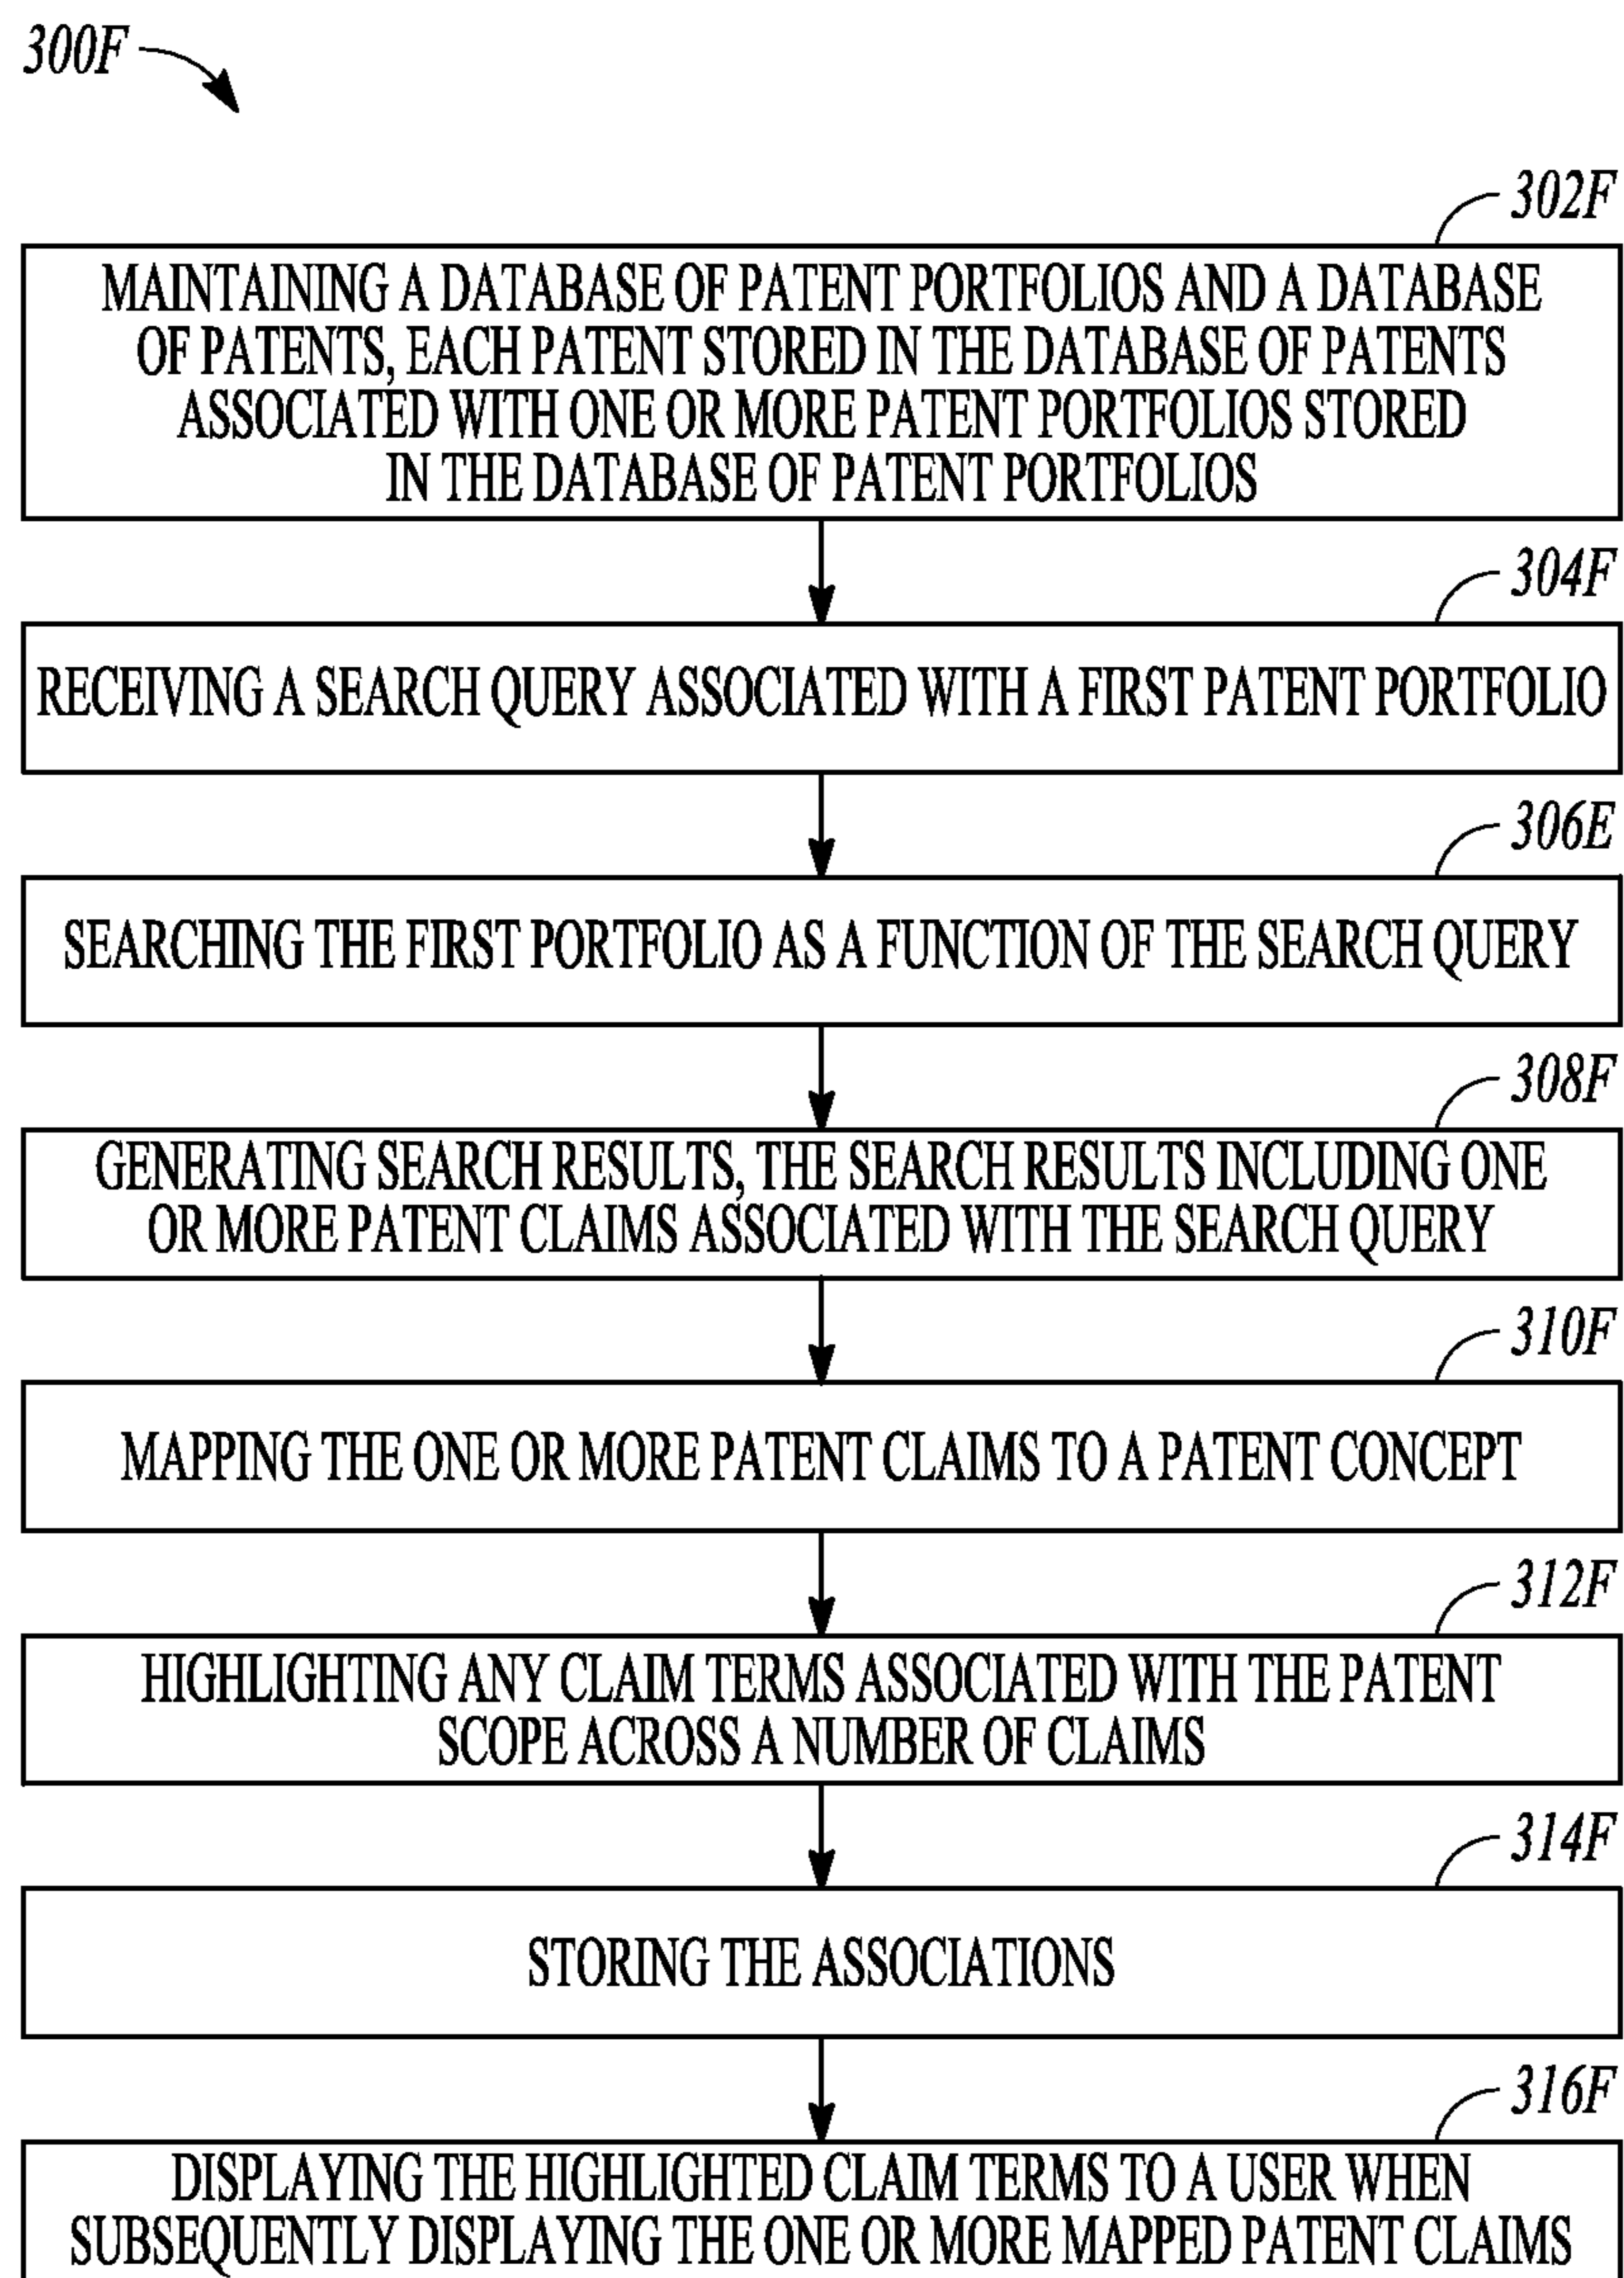 300F
302F
MAINTAINING A DATABASE OF PATENT PORTFOLIOS AND A DATABASE
OF PATENTS, EACH PATENT STORED IN THE DATABASE OF PATENTS
ASSOCIATED WITH ONE OR MORE PATENT PORTFOLIOS STORED
IN THE DATABASE OF PATENT PORTFOLIOS
304F
RECEIVING A SEARCH QUERY ASSOCIATED WITH A FIRST PATENT PORTFOLIO
306E
SEARCHING THE FIRST PORTFOLIO AS A FUNCTION OF THE SEARCH QUERY
308F
GENERATING SEARCH RESULTS, THE SEARCH RESULTS INCLUDING ONE
OR MORE PATENT CLAIMS ASSOCIATED WITH THE SEARCH QUERY
310F
MAPPING THE ONE OR MORE PATENT CLAIMS TO A PATENT CONCEPT
312F
HIGHLIGHTING ANY CLAIM TERMS ASSOCIATED WITH THE PATENT
SCOPE ACROSS A NUMBER OF CLAIMS
314F
STORING THE ASSOCIATIONS
316F
DISPLAYING THE HIGHLIGHTED CLAIM TERMS TO A USER WHEN
SUBSEQUENTLY DISPLAYING THE ONE OR MORE MAPPED PATENT CLAIMS